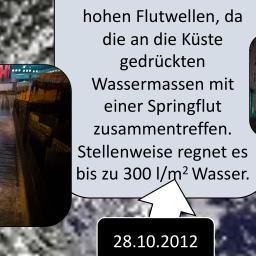 hohen Flutwellen, da
die an die Küste
gedrückten
Wassermassen mit
einer Springflut
zusammentreffen.
Stellenweise regnet es
bis zu 300 l/m² Wasser.
28.10.2012